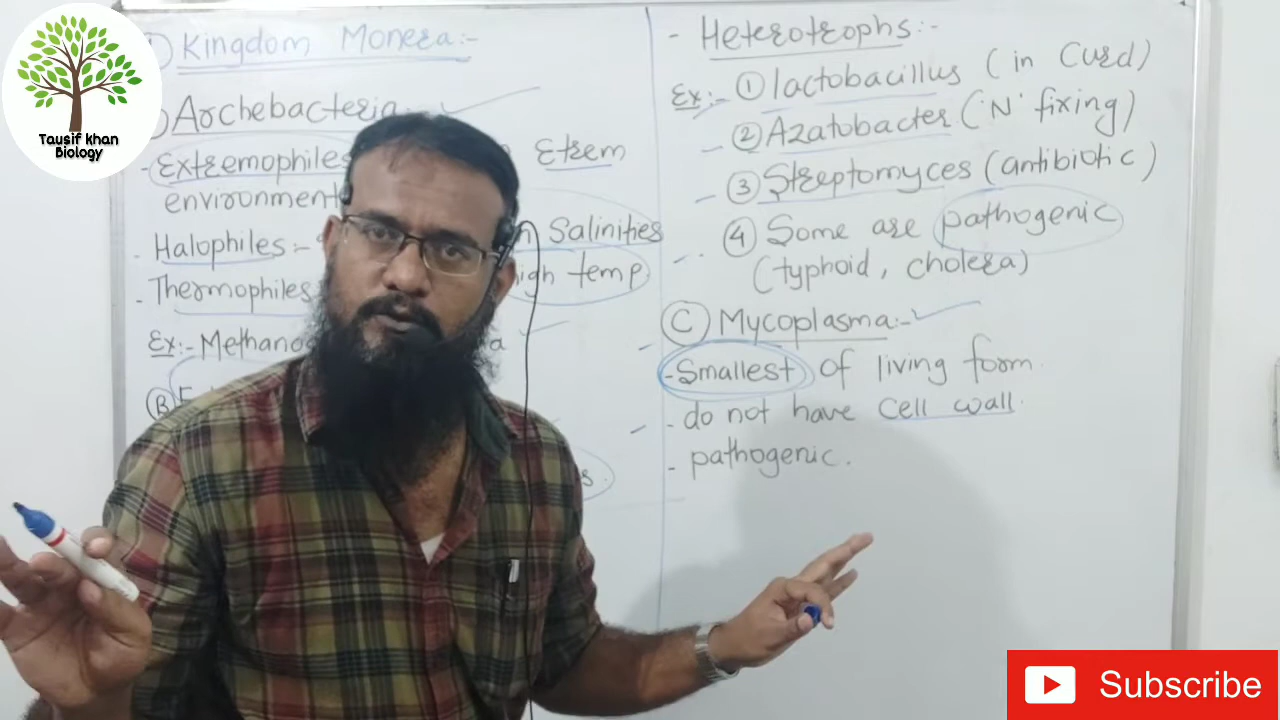 Tausif khan
Biology
Kingdom Monera:-
Archebacteria:-
Extremophiles
Etrem
environment
Halophiles:-
Salinities
Thermophiles
high temp.
Ex:- Methano
B
- Heterotrophs:-
Ex:- ① lactobacillus (in Curd)
② Azatobacter ('N' fixing)
③ Streptomyces (antibiotic)
④ Some are pathogenic
(typhoid, cholera)
C Mycoplasma:-
- Smallest of living form.
- do not have cell wall.
- pathogenic.
Subscribe